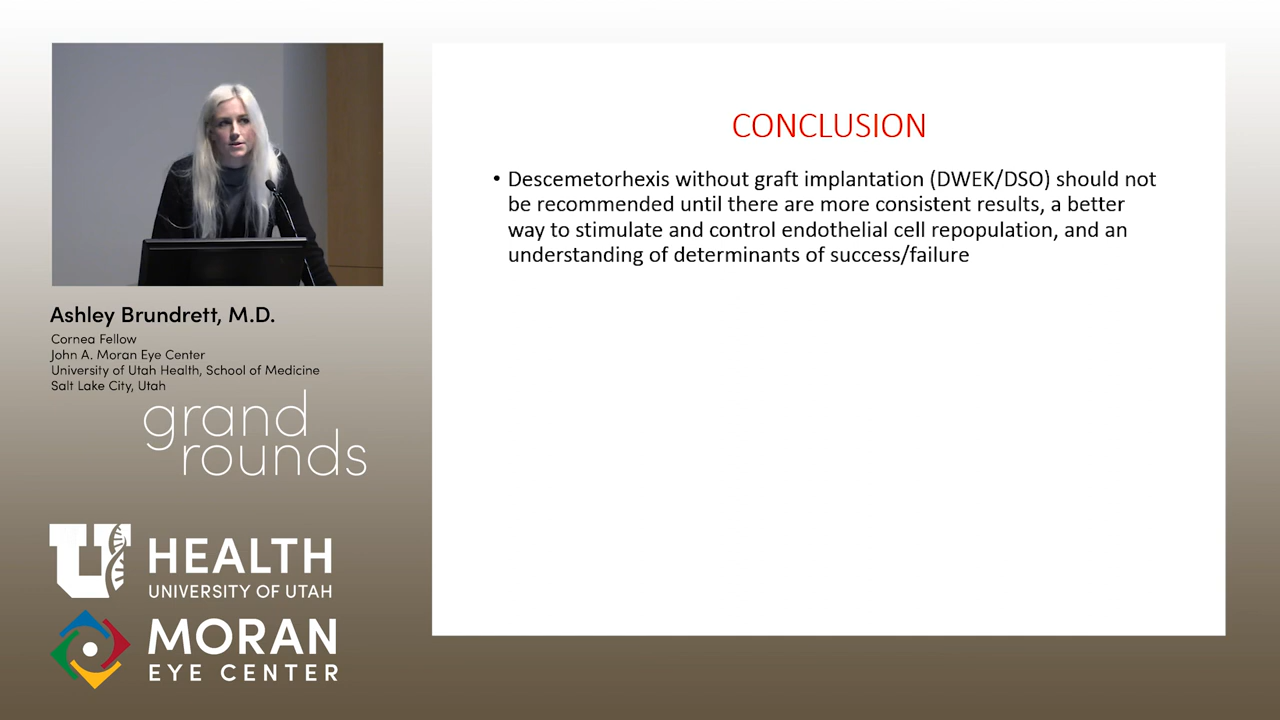 Ashley Brundrett, M.D.
Cornea Fellow
John A. Moran Eye Center
University of Utah Health, School of Medicine
Salt Lake City, Utah
grand
rounds
U HEALTH
UNIVERSITY OF UTAH
MORAN
EYE CENTER
CONCLUSION
• Descemetorhexis without graft implantation (DWEK/DSO) should not
be recommended until there are more consistent results, a better
way to stimulate and control endothelial cell repopulation, and an
understanding of determinants of success/failure